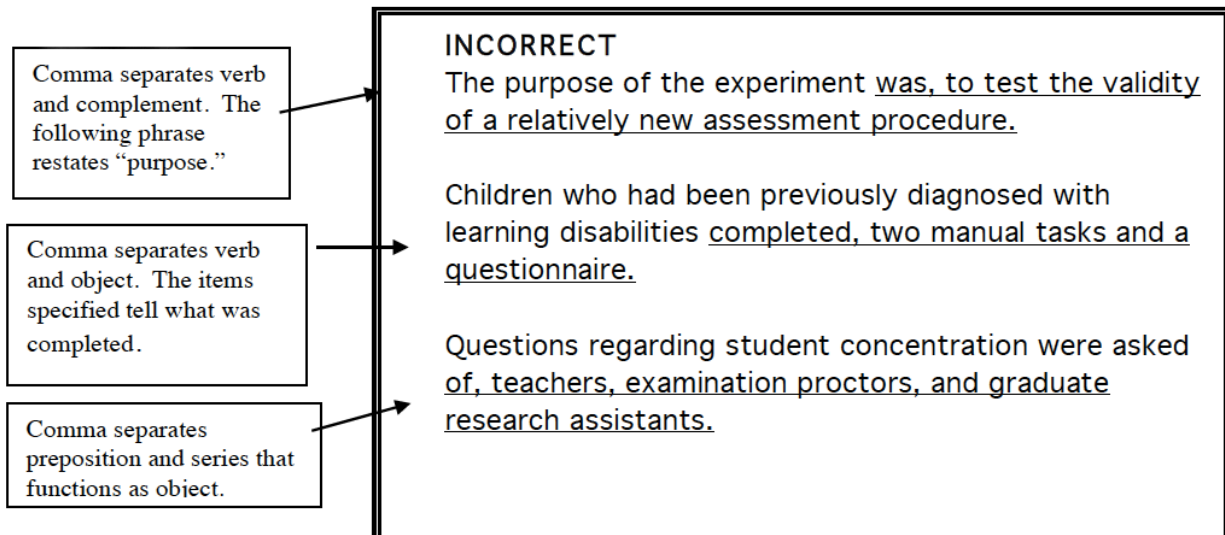 Comma separates verb
and complement.  The
following phrase
restates “purpose.”
Comma separates verb
and object.  The items
specified tell what was
completed.
Comma separates
preposition and series that
functions as object.
INCORRECT
The purpose of the experiment was, to test the validity
of a relatively new assessment procedure.
Children who had been previously diagnosed with
learning disabilities completed, two manual tasks and a
questionnaire.
Questions regarding student concentration were asked
of, teachers, examination proctors, and graduate
research assistants.